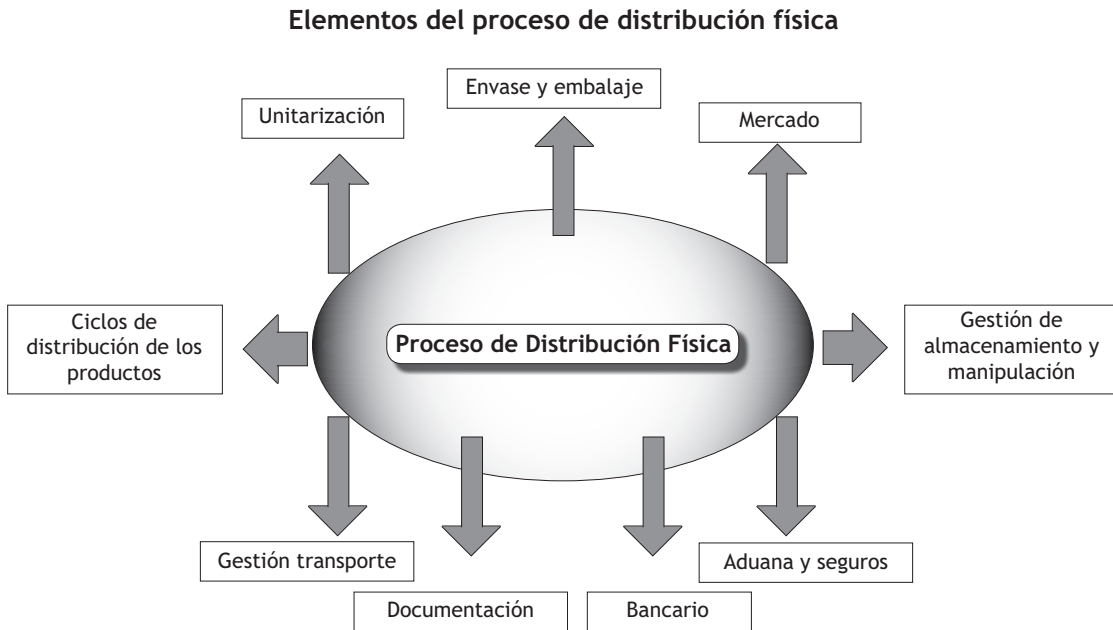 Elementos del proceso de distribución física
Envase y embalaje
Unitarización
Mercado
Ciclos de
distribución de los
productos
Proceso de Distribución Física
Gestión de
almacenamiento y
manipulación
Gestión transporte
Aduana y seguros
Documentación
Bancario